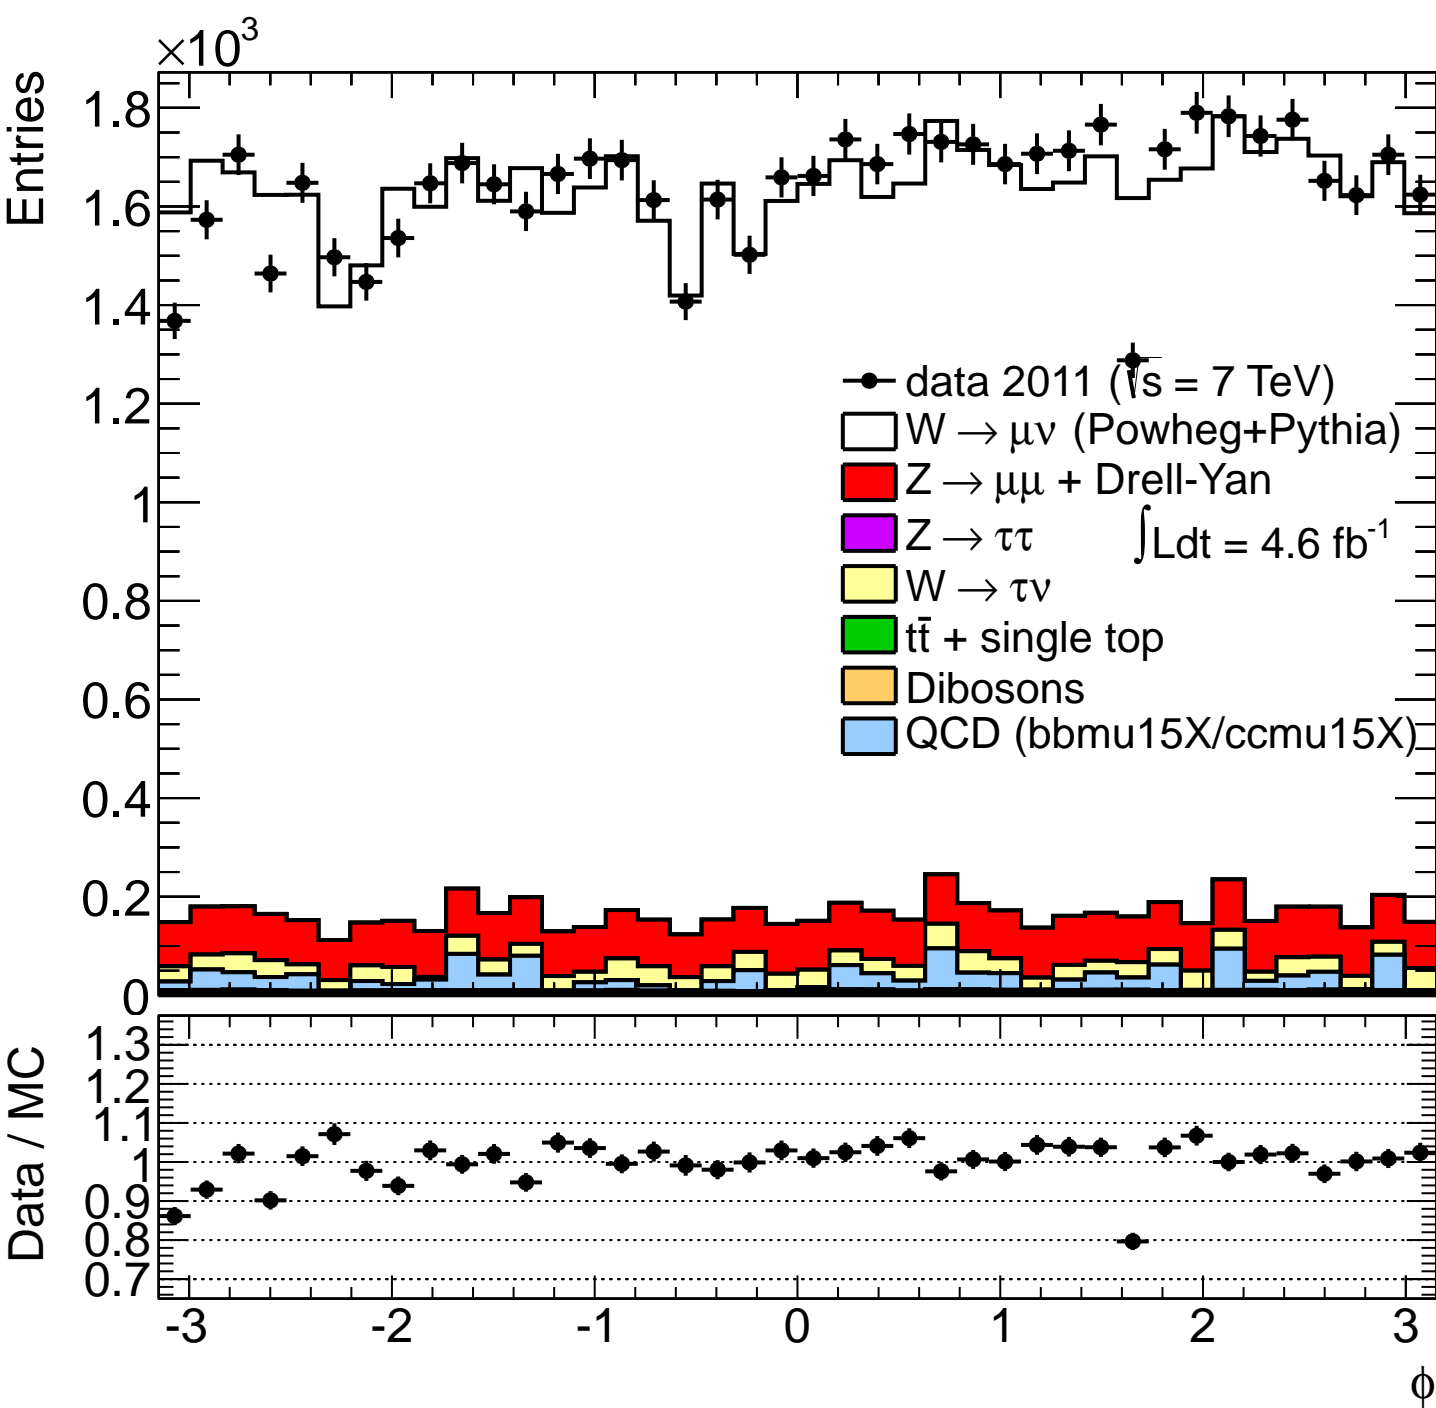 ×10³
Entries
1.8
1.6
1.4
1.2
1
0.8
0.6
0.4
0.2
0
data 2011 (√s = 7 TeV)
W → μν (Powheg+Pythia)
Z → μμ + Drell-Yan
Z → ττ
∫Ldt = 4.6 fb⁻¹
W → τν
tt̄ + single top
Dibosons
QCD (bbmu15X/ccmu15X)
Data / MC
1.3
1.2
1.1
1
0.9
0.8
0.7
-3 -2 -1 0 1 2 3
ϕ